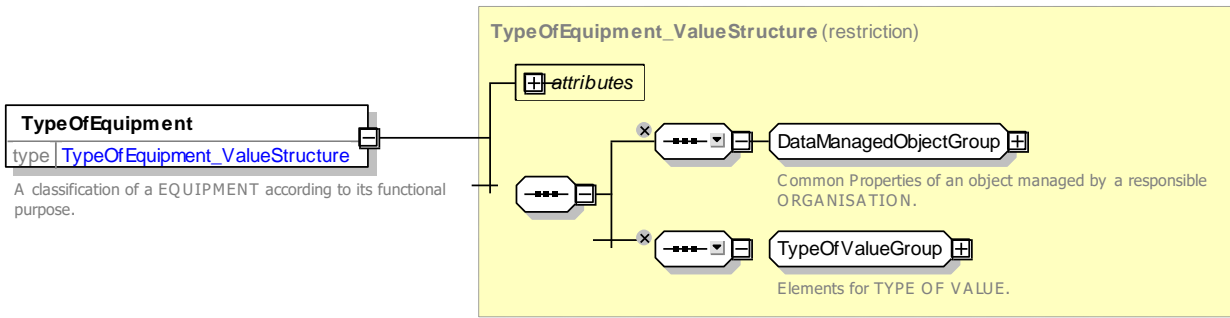 TypeOfEquipment_ValueStructure (restriction)
attributes
TypeOfEquipment
type TypeOfEquipment_ValueStructure
A classification of a EQUIPMENT according to its functional
purpose.
DataManagedObjectGroup
Common Properties of an object managed by a responsible
ORGANISATION.
TypeOfValueGroup
Elements for TYPE OF VALUE.